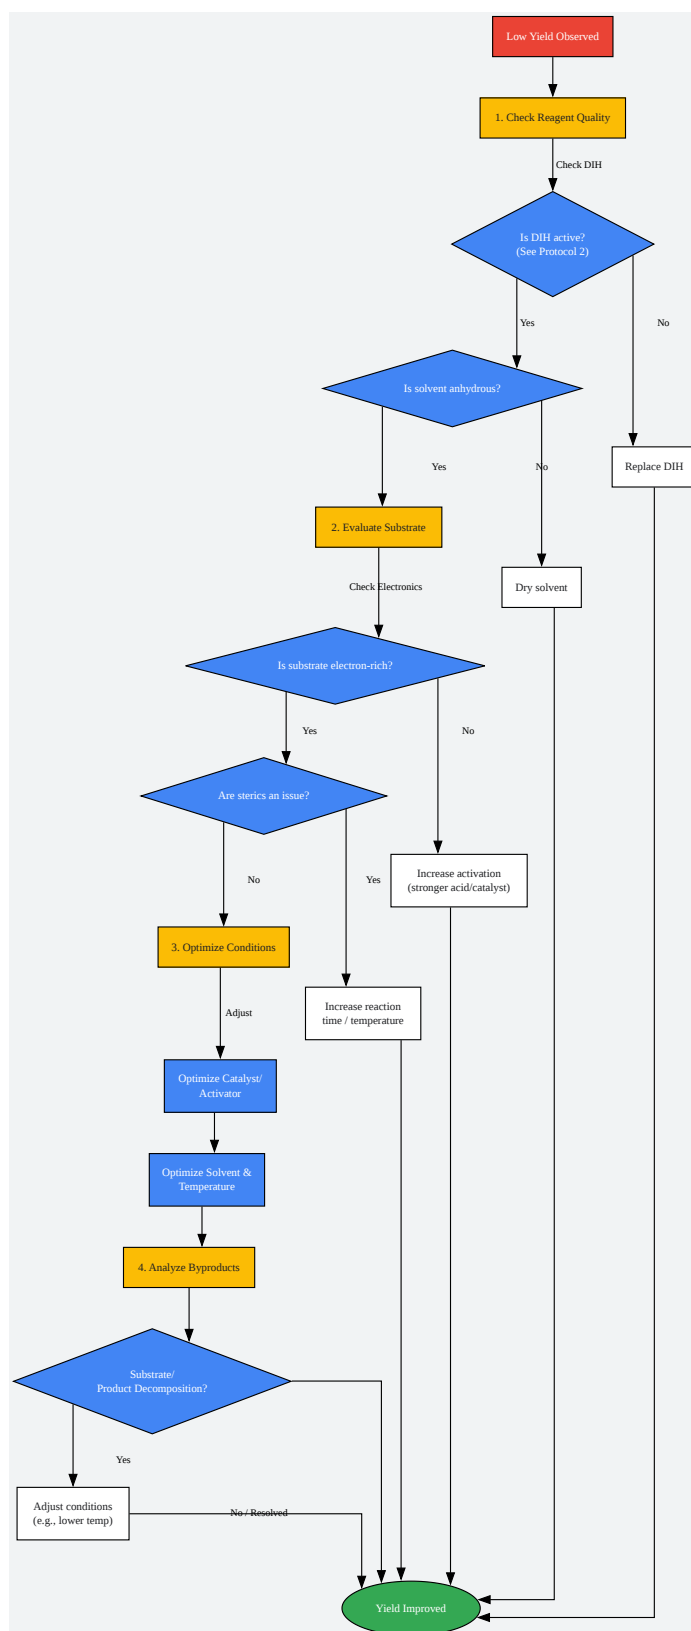 Low Yield Observed
1. Check Reagent Quality
Check DIH
Is DIH active?
(See Protocol 2)
Yes
No
Is solvent anhydrous?
Yes
No
Replace DIH
2. Evaluate Substrate
Check Electronics
Dry solvent
Is substrate electron-rich?
Yes
No
Are sterics an issue?
No
Yes
Increase activation
(stronger acid/catalyst)
3. Optimize Conditions
Adjust
Increase reaction
time / temperature
Optimize Catalyst/
Activator
Optimize Solvent &
Temperature
4. Analyze Byproducts
Substrate/
Product Decomposition?
Yes
Adjust conditions
(e.g., lower temp)
No / Resolved
Yield Improved